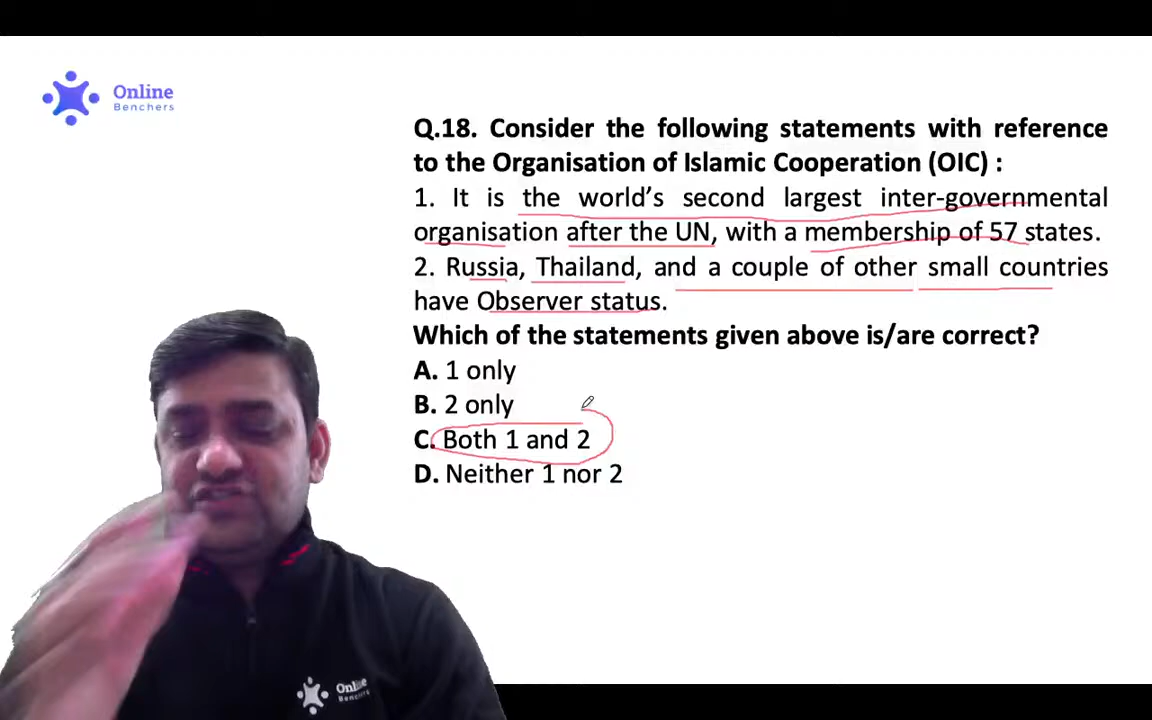 Online
Benchers
Q.18. Consider the following statements with reference
to the Organisation of Islamic Cooperation (OIC) :
1. It is the world’s second largest inter-governmental
organisation after the UN, with a membership of 57 states.
2. Russia, Thailand, and a couple of other small countries
have Observer status.
Which of the statements given above is/are correct?
A. 1 only
B. 2 only
C. Both 1 and 2
D. Neither 1 nor 2
Online
Benchers